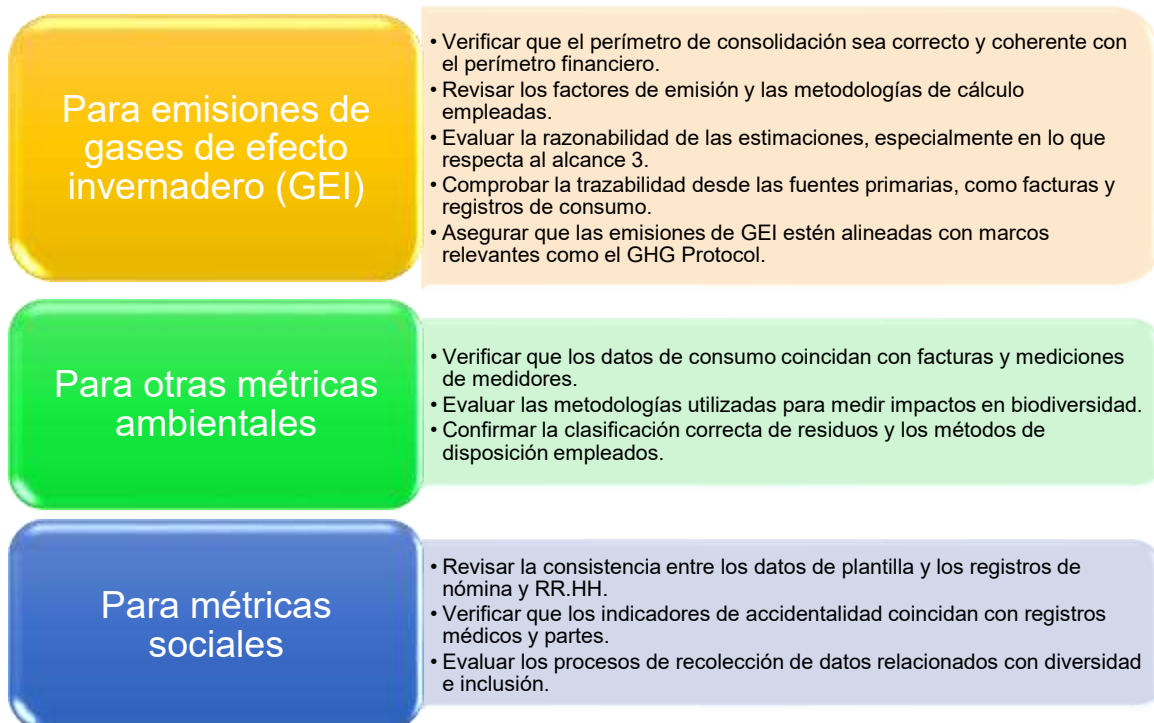 Para emisiones de
gases de efecto
invernadero (GEI)
• Verificar que el perímetro de consolidación sea correcto y coherente con
el perímetro financiero.
• Revisar los factores de emisión y las metodologías de cálculo
empleadas.
• Evaluar la razonabilidad de las estimaciones, especialmente en lo que
respecta al alcance 3.
• Comprobar la trazabilidad desde las fuentes primarias, como facturas y
registros de consumo.
• Asegurar que las emisiones de GEI estén alineadas con marcos
relevantes como el GHG Protocol.
Para otras métricas
ambientales
• Verificar que los datos de consumo coincidan con facturas y mediciones
de medidores.
• Evaluar las metodologías utilizadas para medir impactos en biodiversidad.
• Confirmar la clasificación correcta de residuos y los métodos de
disposición empleados.
Para métricas
sociales
• Revisar la consistencia entre los datos de plantilla y los registros de
nómina y RR.HH.
• Verificar que los indicadores de accidentalidad coincidan con registros
médicos y partes.
• Evaluar los procesos de recolección de datos relacionados con diversidad
e inclusión.